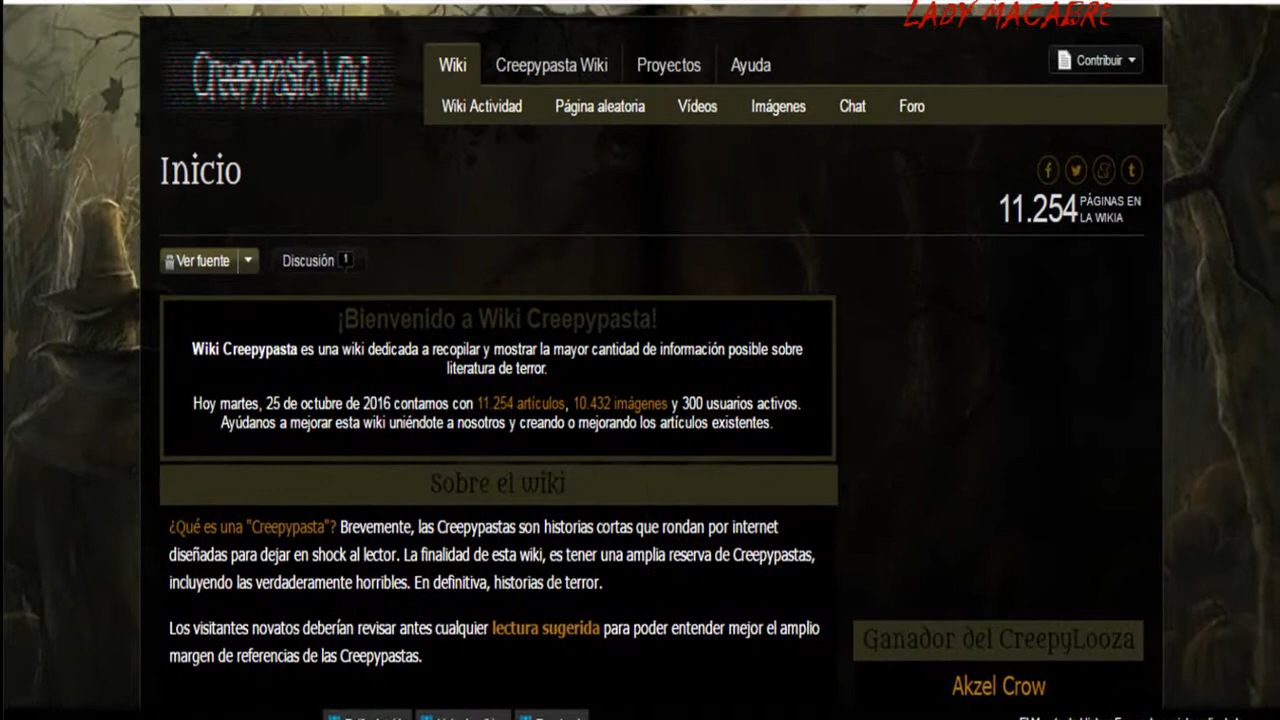 LADY MACABRE
Creepypasta Wiki
Wiki Creepypasta Wiki Proyectos Ayuda
Contribuir
Wiki Actividad Página aleatoria Vídeos Imágenes Chat Foro
Inicio
11.254 PÁGINAS EN
LA WIKIA
Ver fuente Discusión 1
¡Bienvenido a Wiki Creepypasta!
Wiki Creepypasta es una wiki dedicada a recopilar y mostrar la mayor cantidad de información posible sobre
literatura de terror.
Hoy martes, 25 de octubre de 2016 contamos con 11.254 artículos, 10.432 imágenes y 300 usuarios activos.
Ayúdanos a mejorar esta wiki uniéndote a nosotros y creando o mejorando los artículos existentes.
Sobre el wiki
¿Qué es una "Creepypasta"? Brevemente, las Creepypastas son historias cortas que rondan por internet
diseñadas para dejar en shock al lector. La finalidad de esta wiki, es tener una amplia reserva de Creepypastas,
incluyendo las verdaderamente horribles. En definitiva, historias de terror.
Los visitantes novatos deberían revisar antes cualquier lectura sugerida para poder entender mejor el amplio
margen de referencias de las Creepypastas.
Ganador del CreepyLooza
Akzel Crow